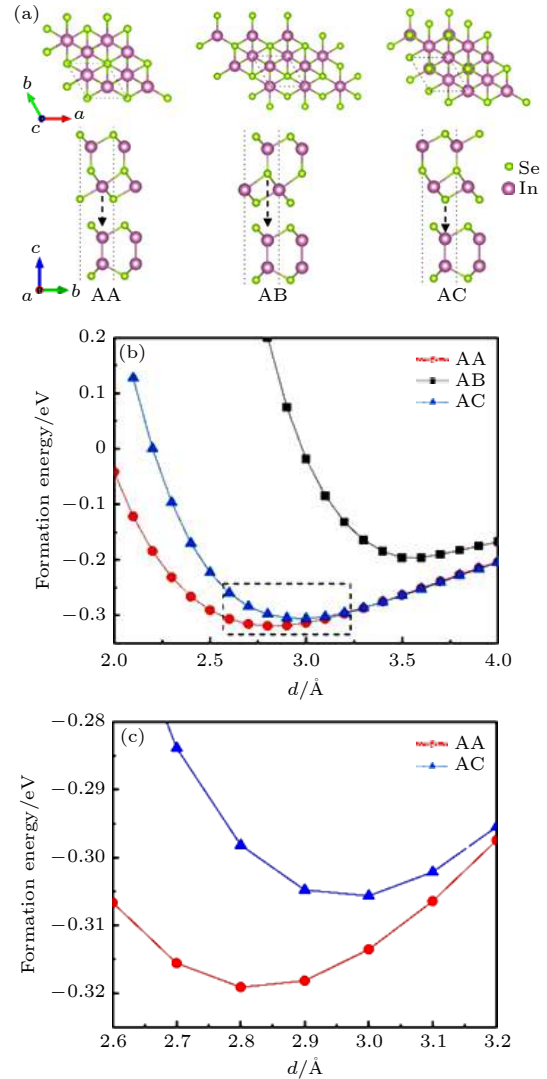 (a)
b
c
a
Se
In
c
a
b
AA
AB
AC
(b)
AA
AB
AC
0.2
0.1
0
−0.1
−0.2
−0.3
Formation energy/eV
2.0 2.5 3.0 3.5 4.0
d/Å
(c)
AA
AC
−0.28
−0.29
−0.30
−0.31
−0.32
Formation energy/eV
2.6 2.7 2.8 2.9 3.0 3.1 3.2
d/Å